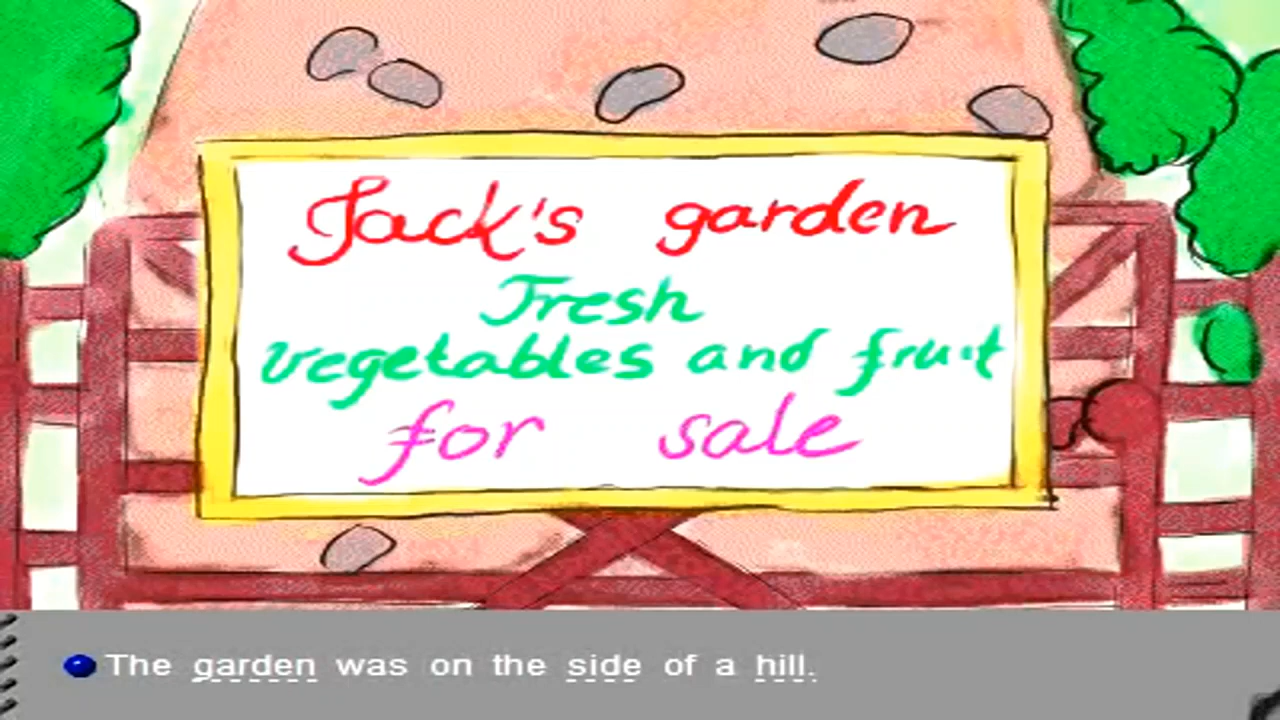 Jack's garden
Fresh
vegetables and fruit
for sale
The garden was on the side of a hill.